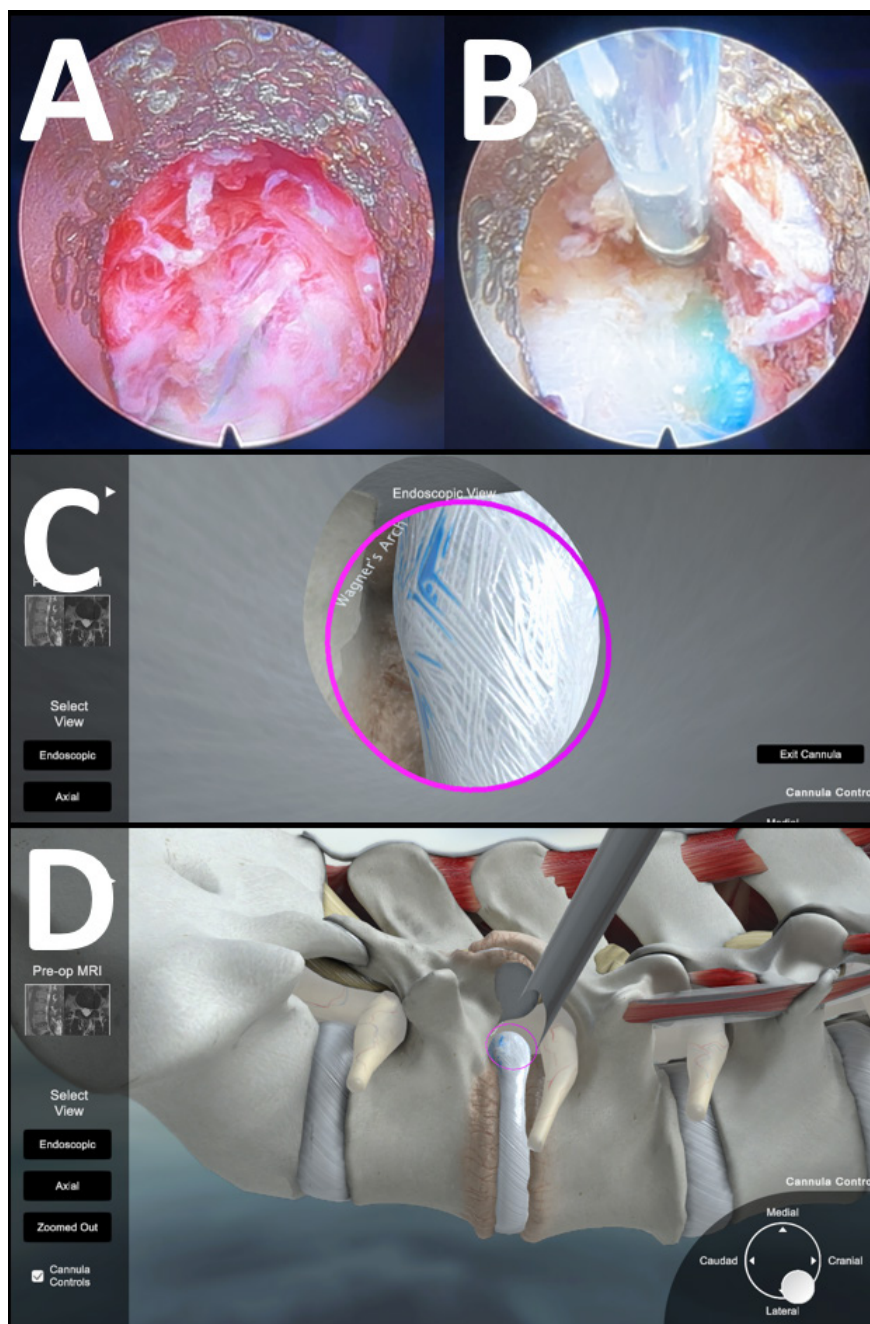 A
B
C
Endoscopic View
Wagner's Arch
Select
View
Endoscopic
Axial
Exit Cannula
Cannula Contro
D
Pre-op MRI
Select
View
Endoscopic
Axial
Zoomed Out
Cannula
Controls
Cannula Contro
Medial
Caudad
Cranial
Lateral